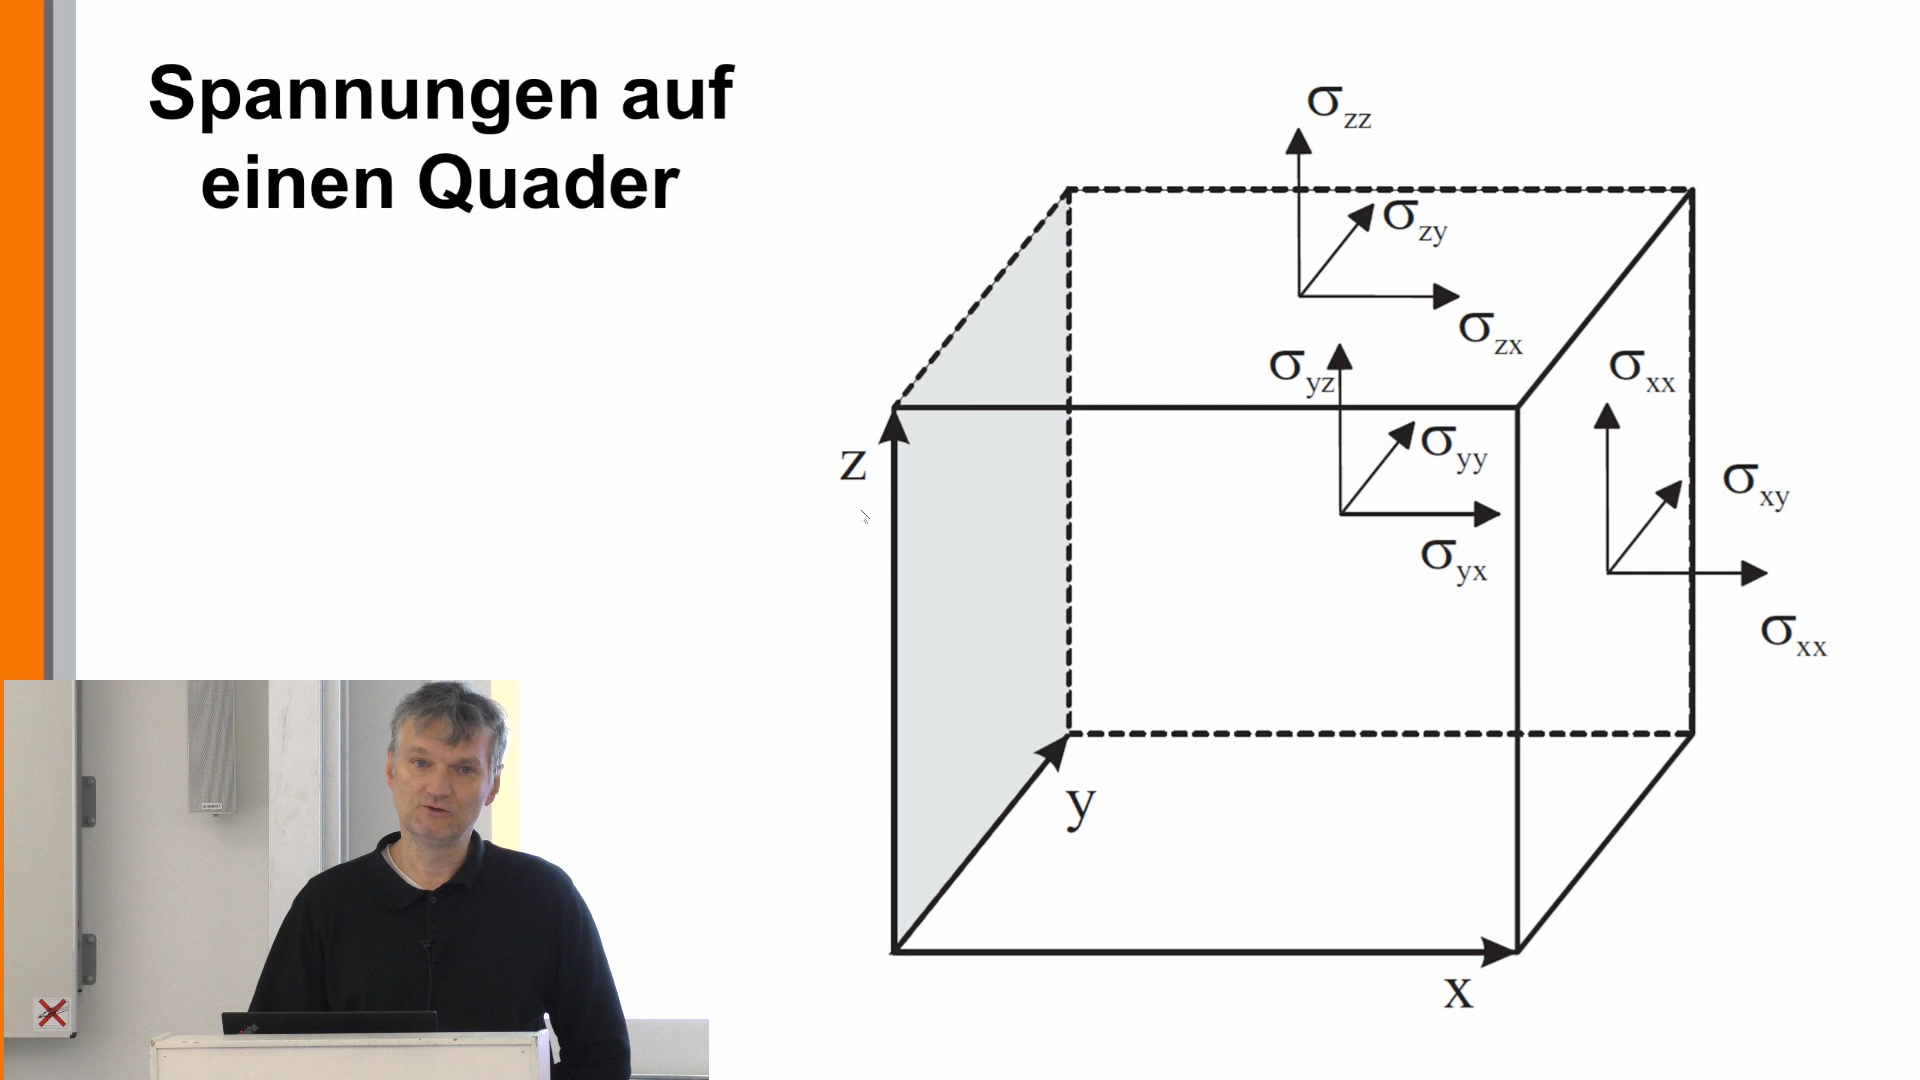 Spannungen auf
einen Quader
σzz
σzy
σzx
σyz
σxx
σyy
σxy
z
σyx
σxx
y
x